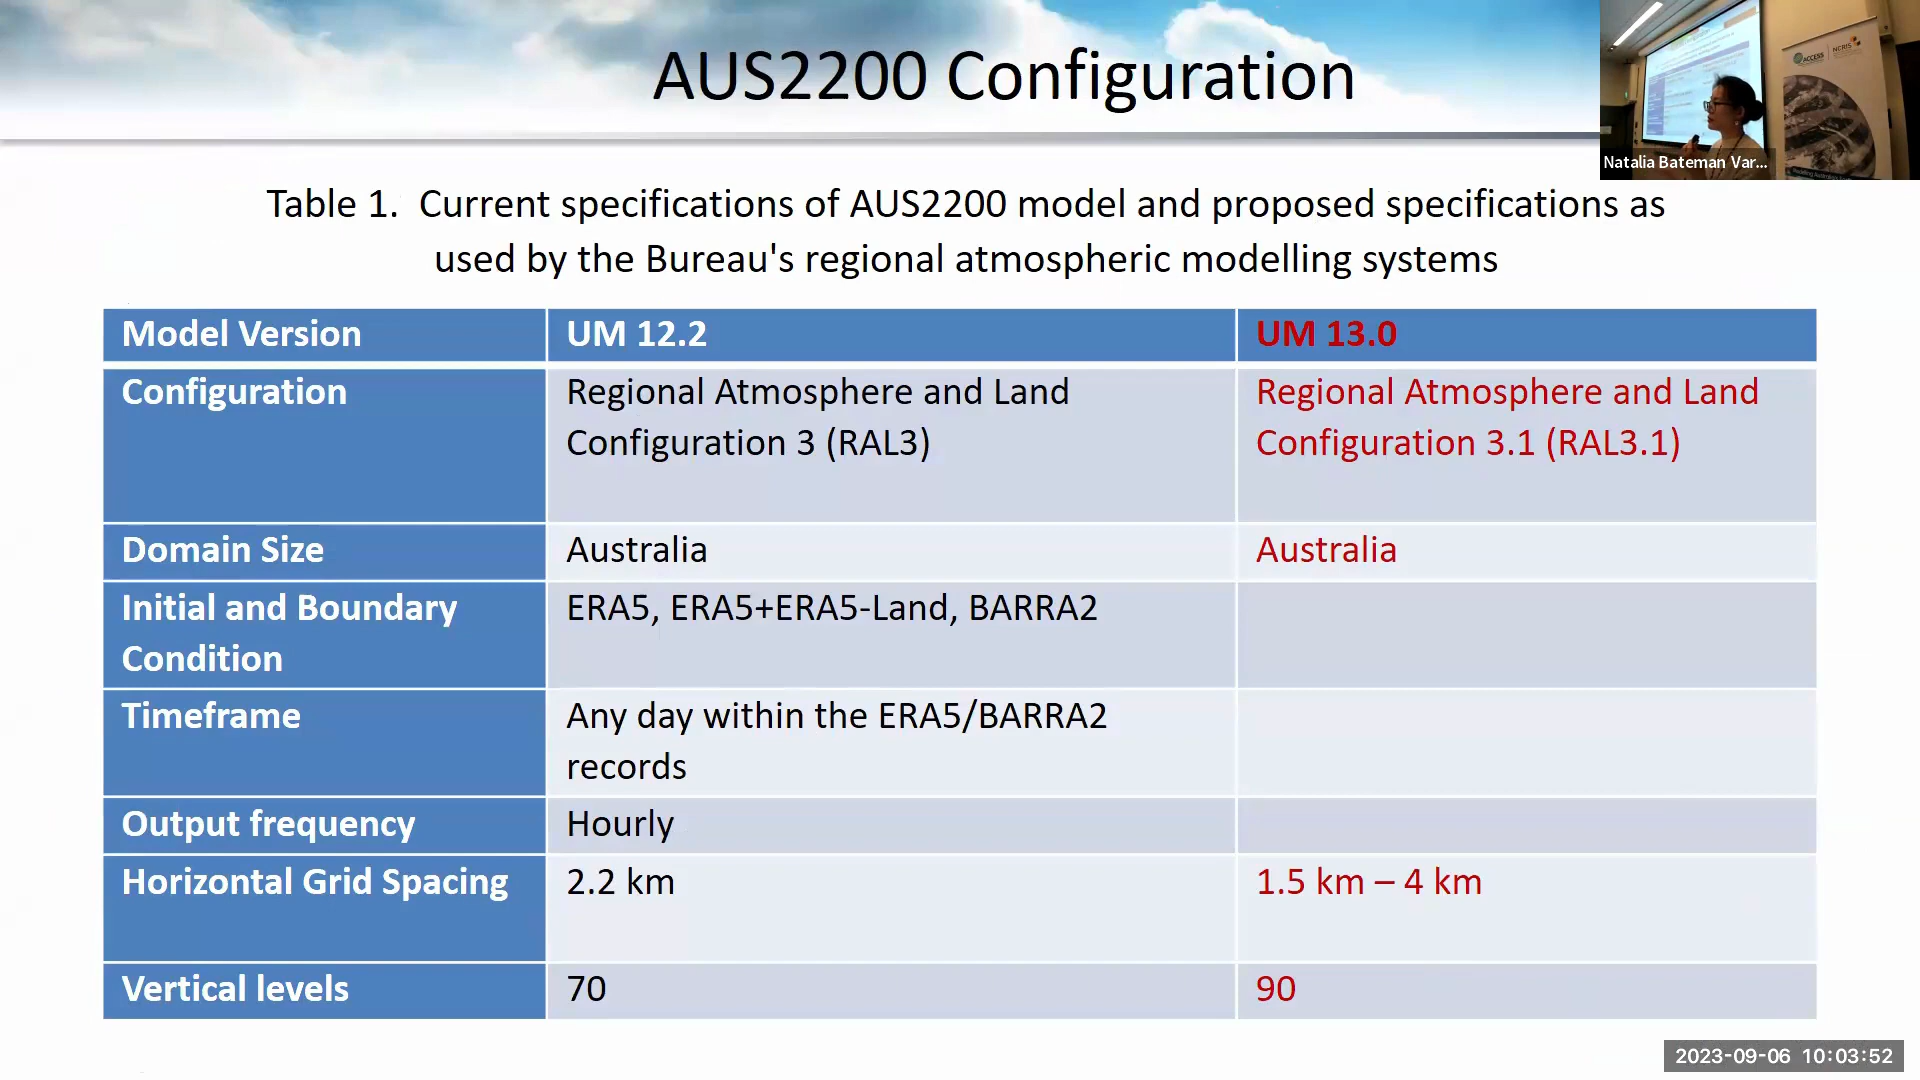 AUS2200 Configuration
ACCESS
NCRIS
Natalia Bateman Var...
Table 1. Current specifications of AUS2200 model and proposed specifications as
used by the Bureau's regional atmospheric modelling systems
Model Version
UM 12.2
UM 13.0
Configuration
Regional Atmosphere and Land
Configuration 3 (RAL3)
Regional Atmosphere and Land
Configuration 3.1 (RAL3.1)
Domain Size
Australia
Australia
Initial and Boundary
Condition
ERA5, ERA5+ERA5-Land, BARRA2
Timeframe
Any day within the ERA5/BARRA2
records
Output frequency
Hourly
Horizontal Grid Spacing
2.2 km
1.5 km – 4 km
Vertical levels
70
90
2023-09-06 10:03:52